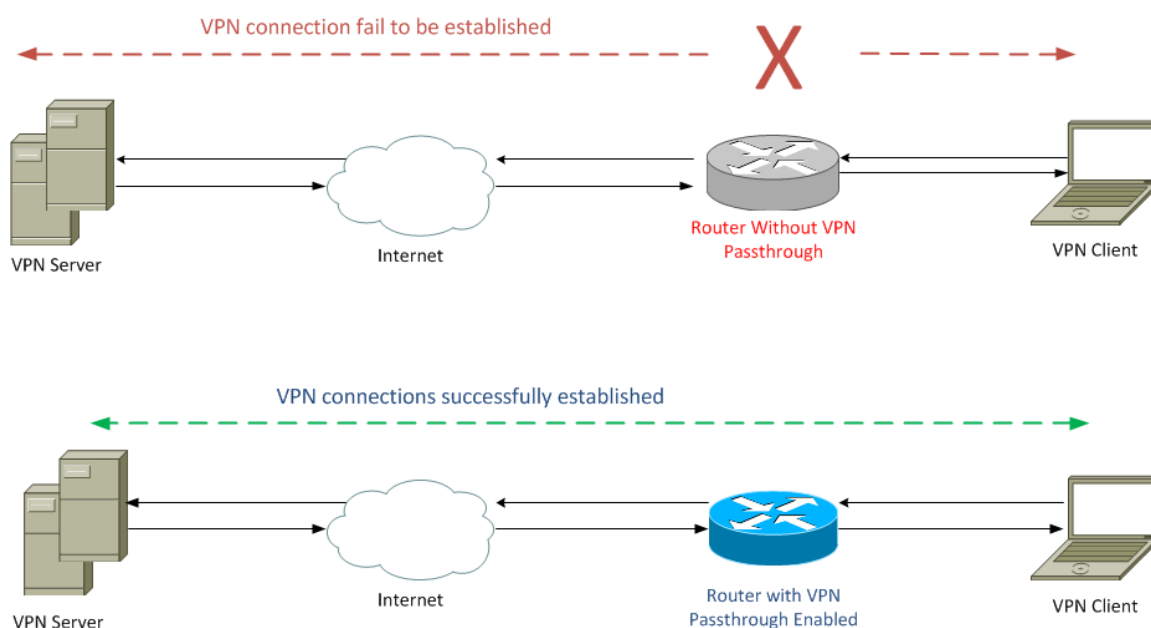 VPN connection fail to be established
X
Router Without VPN
Passthrough
Internet
VPN Client
VPN Server
VPN connections successfully established
Router with VPN
Passthrough Enabled
Internet
VPN Client
VPN Server